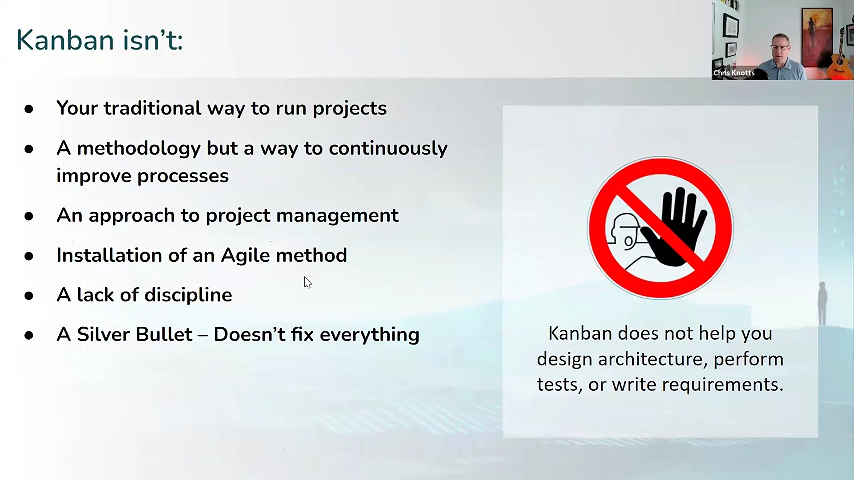 Kanban isn't:
Chris Knotts
● Your traditional way to run projects
● A methodology but a way to continuously
improve processes
● An approach to project management
● Installation of an Agile method
● A lack of discipline
● A Silver Bullet – Doesn't fix everything
Kanban does not help you
design architecture, perform
tests, or write requirements.